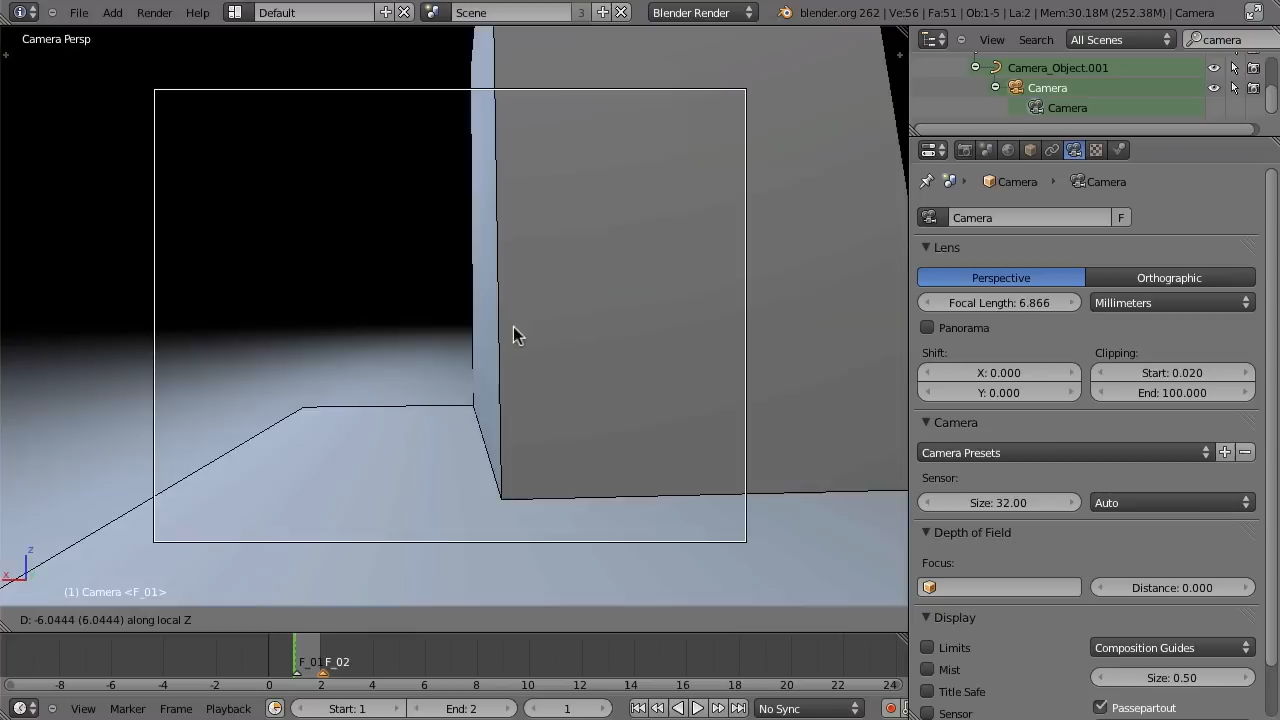 File Add Render Help Default Scene 3 Blender Render blender.org 262 | Ve:56 | Fa:51 | Ob:1-5 | La:2 | Mem:30.18M (252.38M) | Camera
Camera Persp
View Search All Scenes camera
Camera_Object.001
Camera
Camera
Camera Camera
Camera F
Lens
Perspective Orthographic
Focal Length: 6.866 Millimeters
Panorama
Shift: Clipping:
X: 0.000 Start: 0.020
Y: 0.000 End: 100.000
Camera
Camera Presets
Sensor:
Size: 32.00 Auto
Depth of Field
Focus:
Distance: 0.000
Display
Limits Composition Guides
Mist Size: 0.50
Title Safe
Sensor Passepartout
z
x
(1) Camera <F_01>
D: -6.0444 (6.0444) along local Z
F_01 F_02
-8 -6 -4 -2 0 2 4 6 8 10 12 14 16 18 20 22 24
View Marker Frame Playback Start: 1 End: 2 1 No Sync